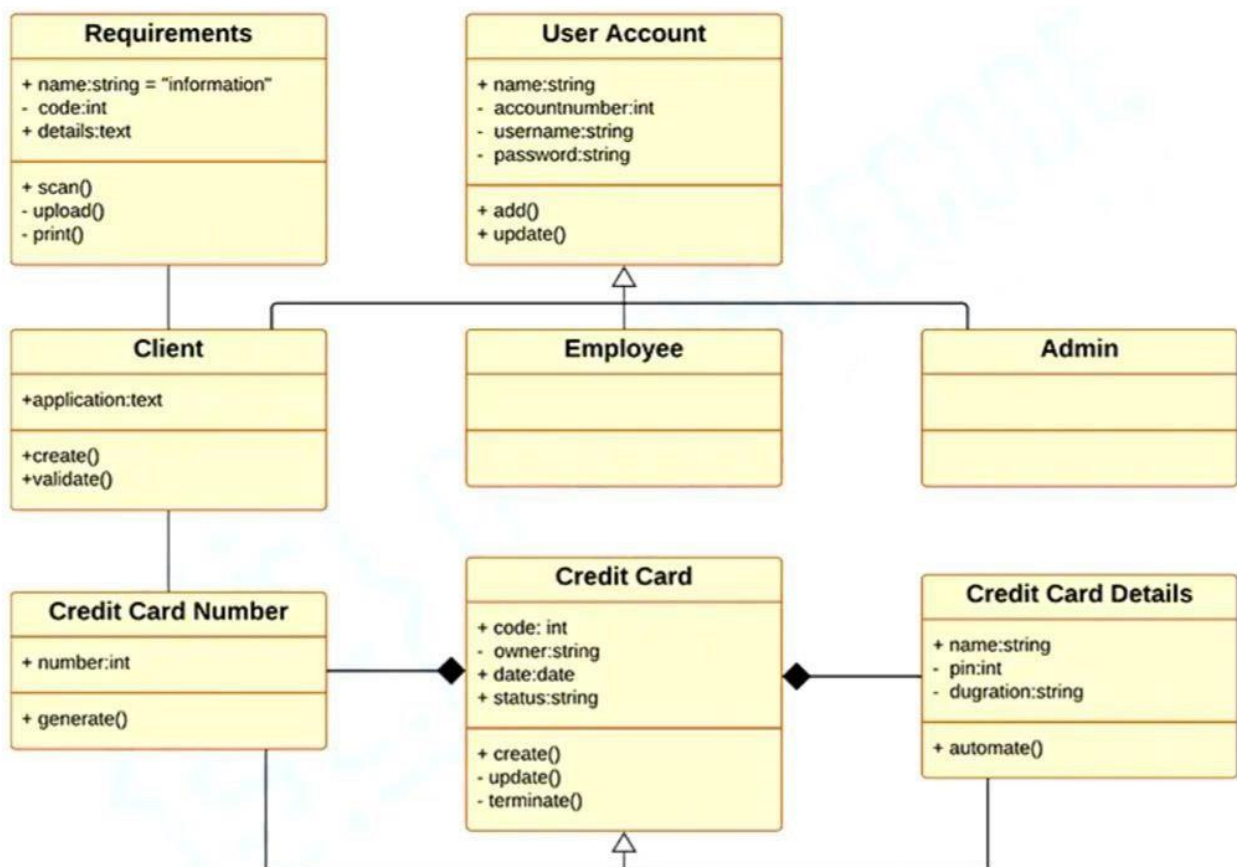 Requirements
+ name:string = "information"
- code:int
+ details:text
+ scan()
- upload()
- print()
User Account
+ name:string
- accountnumber:int
- username:string
- password:string
+ add()
+ update()
Client
+application:text
+create()
+validate()
Employee
Admin
Credit Card Number
+ number:int
+ generate()
Credit Card
+ code: int
- owner:string
+ date:date
+ status:string
+ create()
- update()
- terminate()
Credit Card Details
+ name:string
- pin:int
- dugration:string
+ automate()